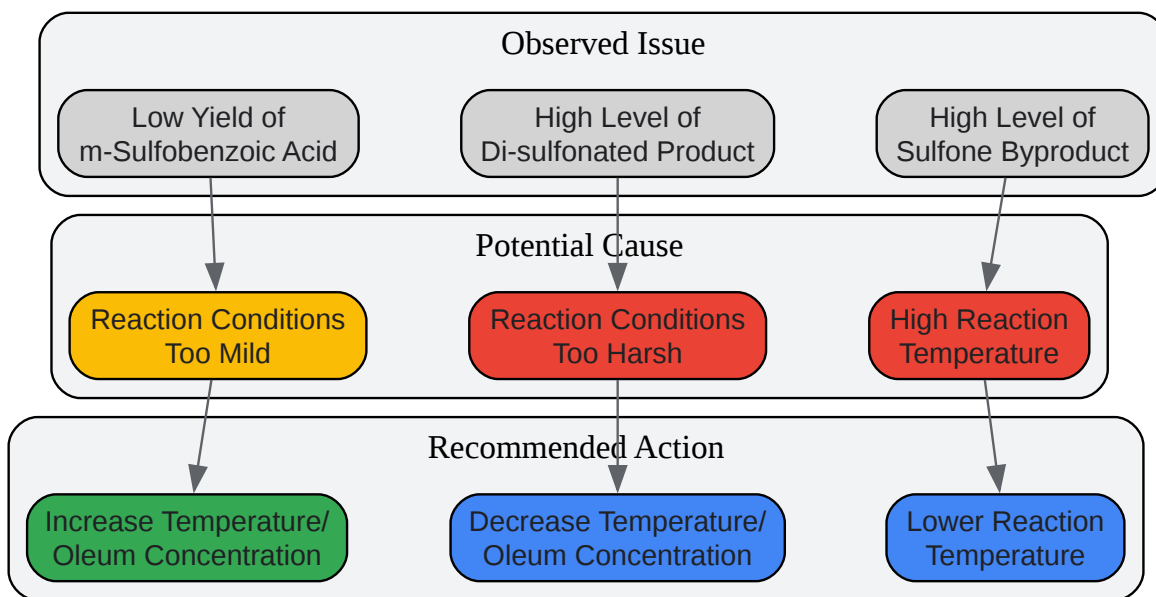 Observed Issue
Low Yield of
m-Sulfobenzoic Acid
High Level of
Di-sulfonated Product
High Level of
Sulfone Byproduct
Potential Cause
Reaction Conditions
Too Mild
Reaction Conditions
Too Harsh
High Reaction
Temperature
Recommended Action
Increase Temperature/
Oleum Concentration
Decrease Temperature/
Oleum Concentration
Lower Reaction
Temperature